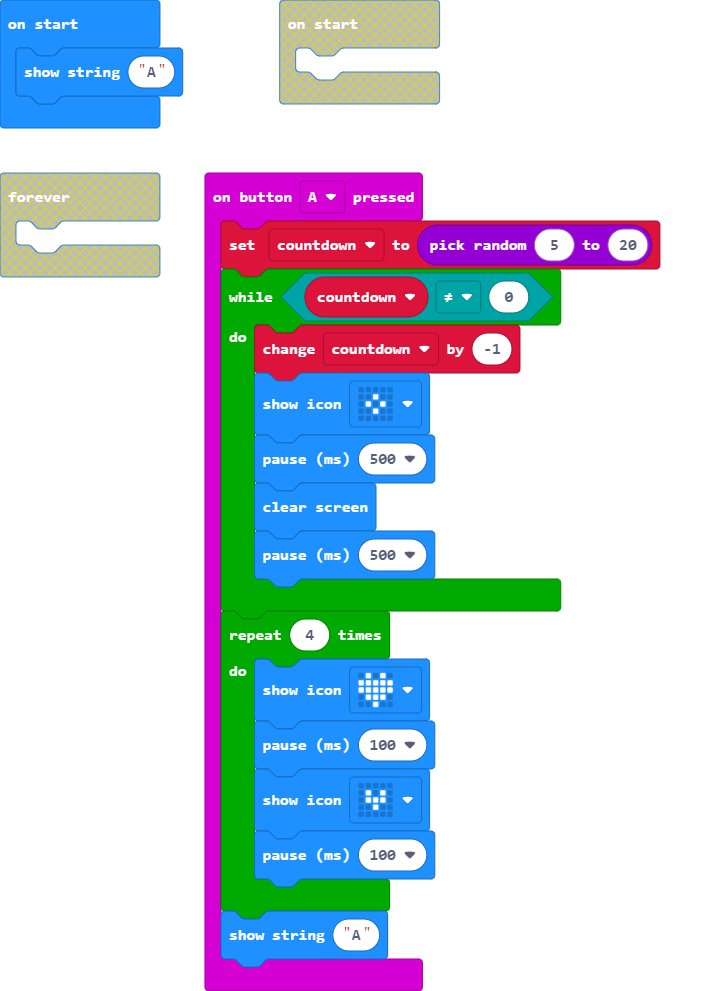 on start
show string "A"
on start
forever
on button A pressed
set countdown to pick random 5 to 20
while countdown ≠ 0
do
change countdown by -1
show icon
pause (ms) 500
clear screen
pause (ms) 500
repeat 4 times
do
show icon
pause (ms) 100
show icon
pause (ms) 100
show string "A"